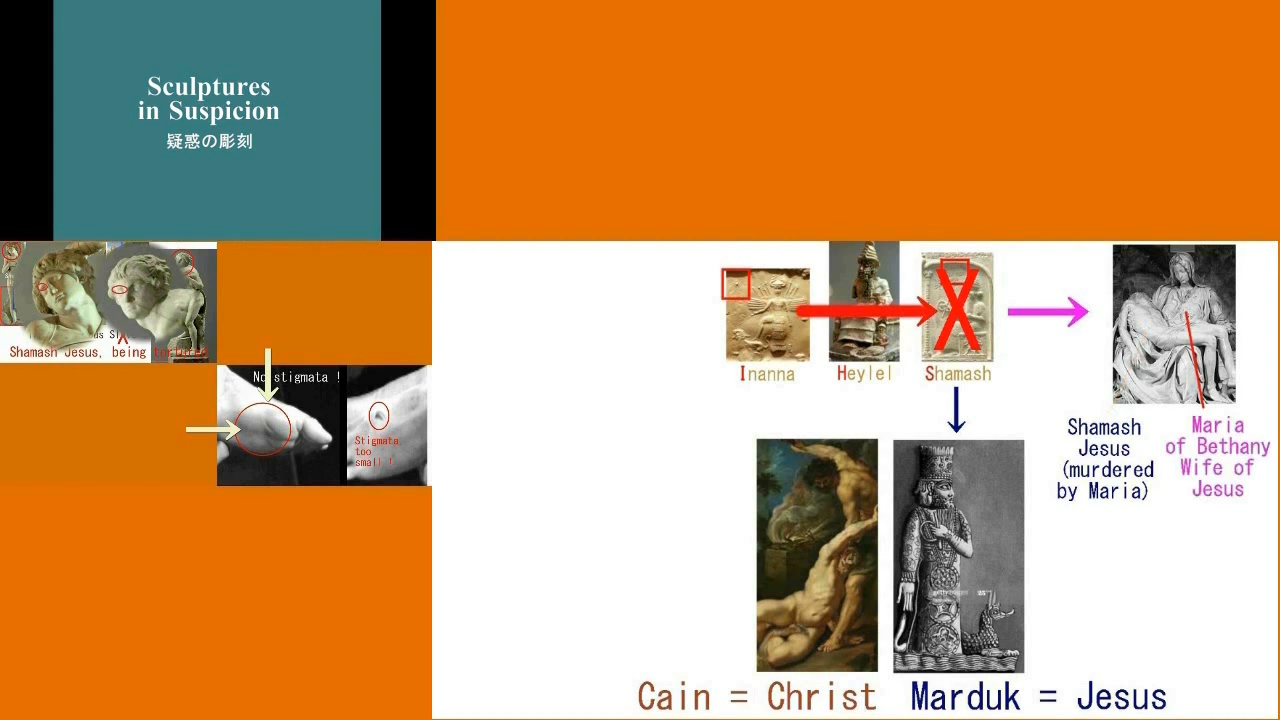 Sculptures
in Suspicion
疑惑の彫刻
Shamash Jesus, being tortured
No stigmata !
Stigmata
too
small !
Inanna
Heylel
Shamash
Shamash
Jesus
(murdered
by Maria)
Maria
of Bethany
Wife of
Jesus
Cain = Christ
Marduk = Jesus